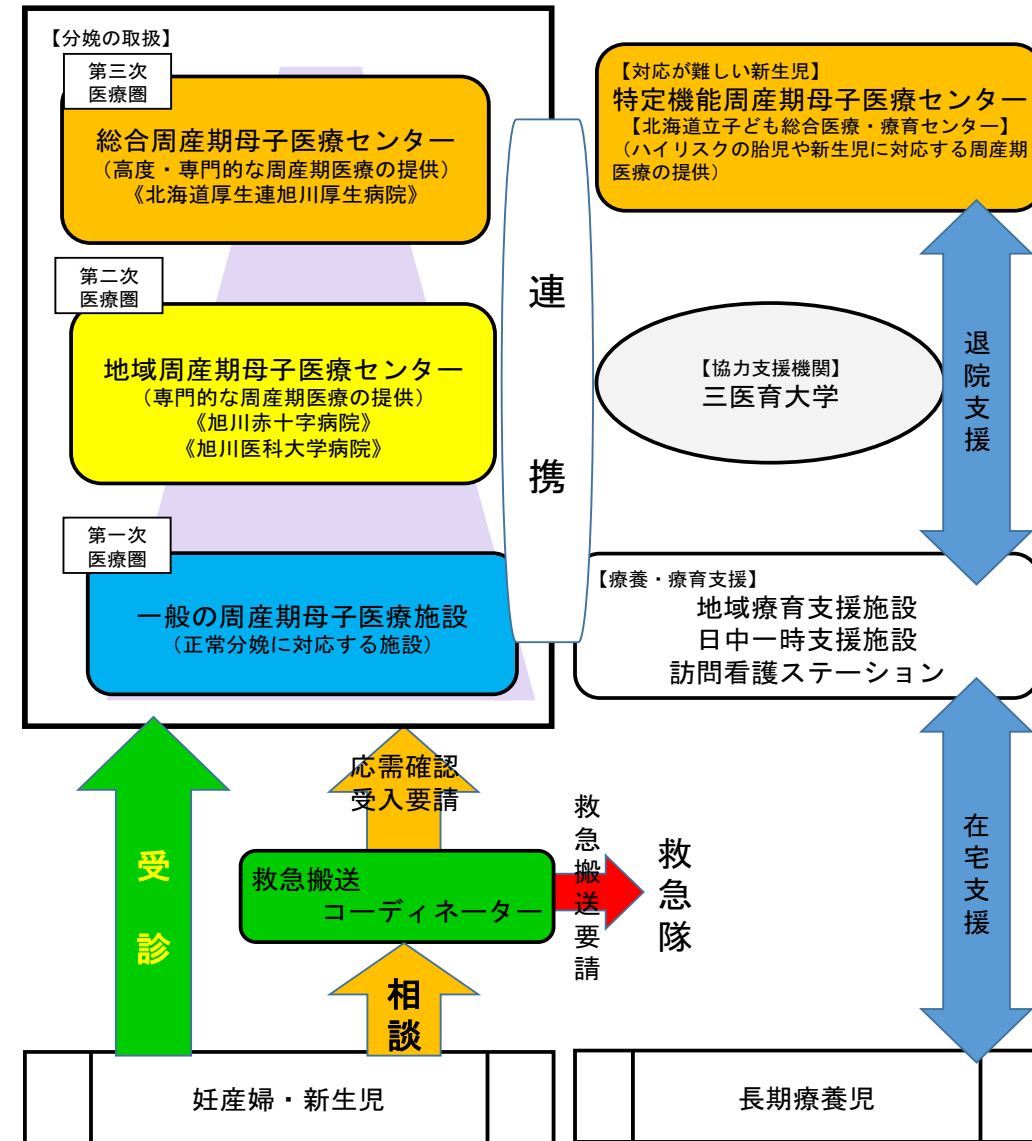 【分娩の取扱】
第三次
医療圏
総合周産期母子医療センター
（高度・専門的な周産期医療の提供）
《北海道厚生連旭川厚生病院》
第二次
医療圏
地域周産期母子医療センター
（専門的な周産期医療の提供）
《旭川赤十字病院》
《旭川医科大学病院》
第一次
医療圏
一般の周産期母子医療施設
（正常分娩に対応する施設）
連携
【対応が難しい新生児】
特定機能周産期母子医療センター
【北海道立子ども総合医療・療育センター】
（ハイリスクの胎児や新生児に対応する周産期
医療の提供）
【協力支援機関】
三医育大学
退院支援
【療養・療育支援】
地域療育支援施設
日中一時支援施設
訪問看護ステーション
受診
応需確認
受入要請
救急搬送
コーディネーター
救急搬送要請
救急隊
相談
在宅支援
妊産婦・新生児
長期療養児